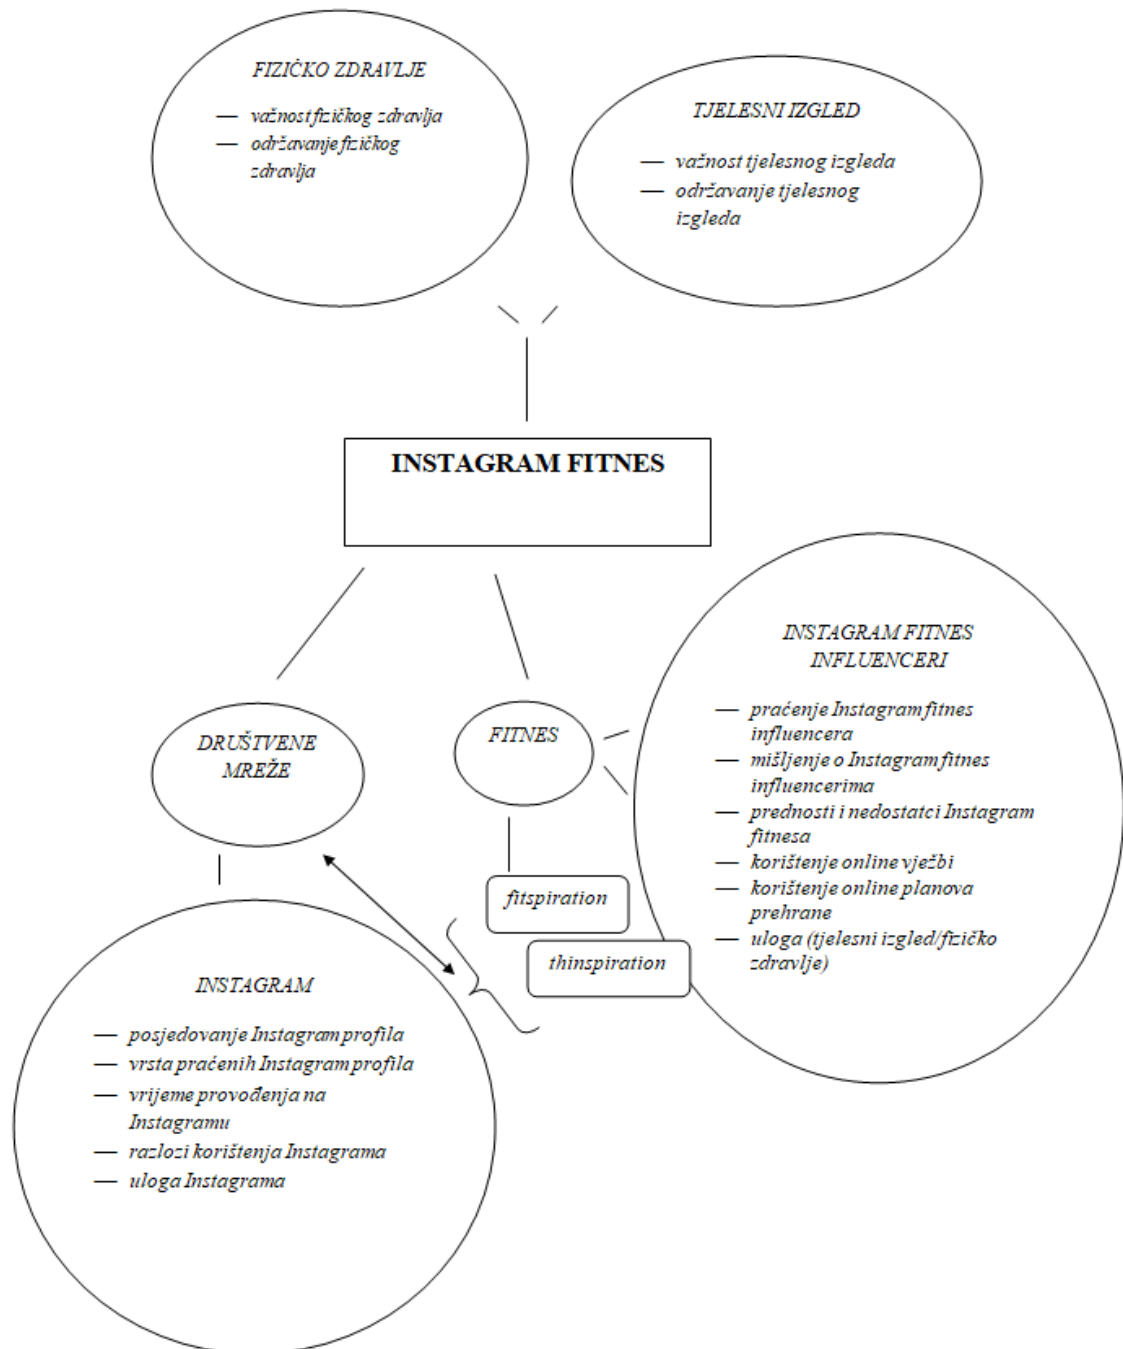 FIZIČKO ZDRAVLJE
— važnost fizičkog zdravlja
— održavanje fizičkog
zdravlja
TJELESNI IZGLED
— važnost tjelesnog izgleda
— održavanje tjelesnog
izgleda
INSTAGRAM FITNES
DRUŠTVENE
MREŽE
FITNES
INSTAGRAM FITNES
INFLUENCERI
— praćenje Instagram fitnes
influencera
— mišljenje o Instagram fitnes
influencerima
— prednosti i nedostatci Instagram
fitnesa
— korištenje online vježbi
— korištenje online planova
prehrane
— uloga (tjelesni izgled/fizičko
zdravlje)
fitspiration
thinspiration
INSTAGRAM
— posjedovanje Instagram profila
— vrsta praćenih Instagram profila
— vrijeme provođenja na
Instagramu
— razlozi korištenja Instagrama
— uloga Instagrama